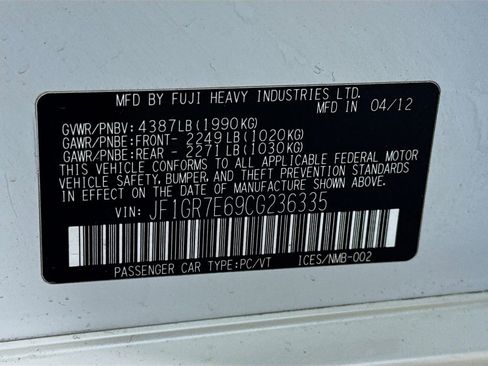 MFD BY FUJI HEAVY INDUSTRIES LTD.
MFD IN 04/12
GVWR/PNBV: 4387LB(1990KG)
GAWR/PNBE:FRONT- 2249LB(1020KG)
GAWR/PNBE:REAR - 2271LB(1030KG)
THIS VEHICLE CONFORMS TO ALL APPLICABLE FEDERAL MOTOR
VEHICLE SAFETY, BUMPER, AND THEFT PREVENTION STANDARDS
IN EFFECT ON THE DATE OF MANUFACTURE SHOWN ABOVE.
VIN: JF1GR7E69CG236335
PASSENGER CAR TYPE:PC/VT ICES/NMB-002